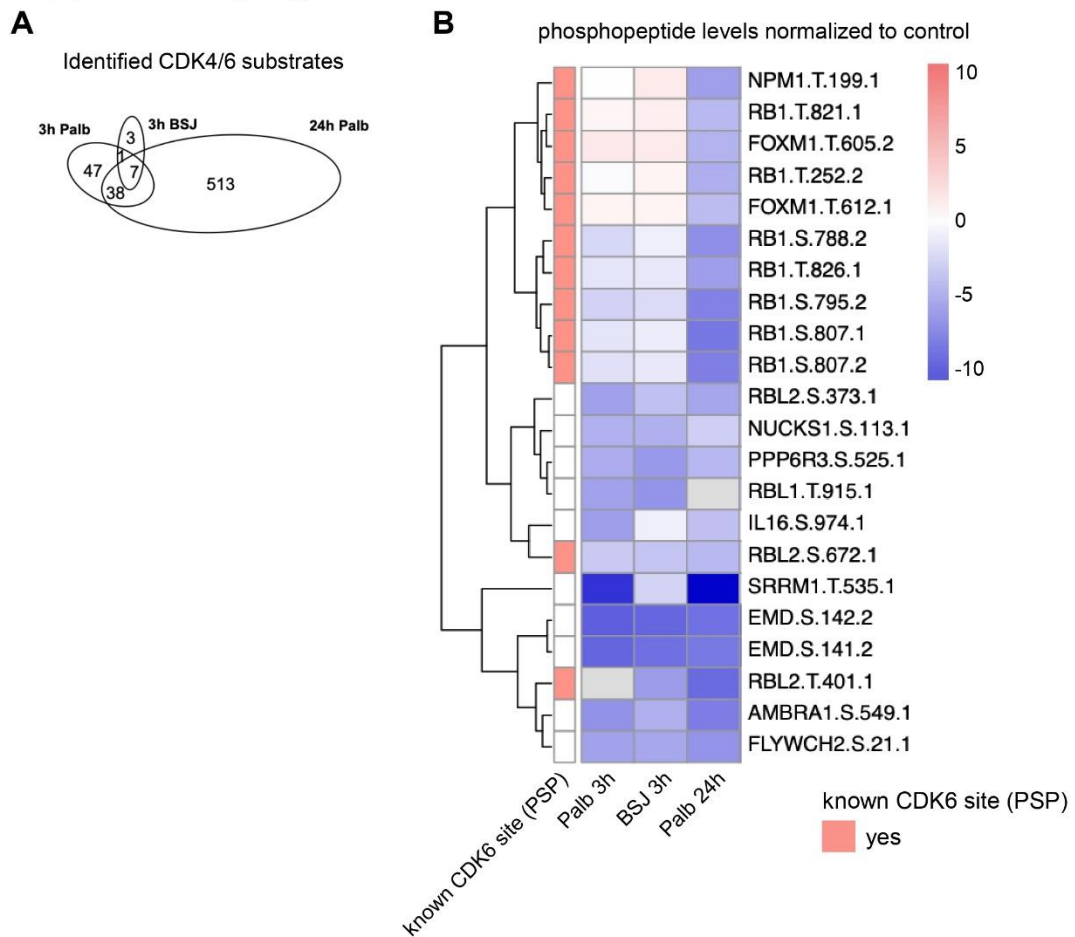 A
Identified CDK4/6 substrates
3h Palb
3h BSJ
24h Palb
3
1
47
7
38
513
B
phosphopeptide levels normalized to control
NPM1.T.199.1
RB1.T.821.1
FOXM1.T.605.2
RB1.T.252.2
FOXM1.T.612.1
RB1.S.788.2
RB1.T.826.1
RB1.S.795.2
RB1.S.807.1
RB1.S.807.2
RBL2.S.373.1
NUCKS1.S.113.1
PPP6R3.S.525.1
RBL1.T.915.1
IL16.S.974.1
RBL2.S.672.1
SRRM1.T.535.1
EMD.S.142.2
EMD.S.141.2
RBL2.T.401.1
AMBRA1.S.549.1
FLYWCH2.S.21.1
10
5
0
-5
-10
known CDK6 site (PSP)
Palb 3h
BSJ 3h
Palb 24h
known CDK6 site (PSP)
yes